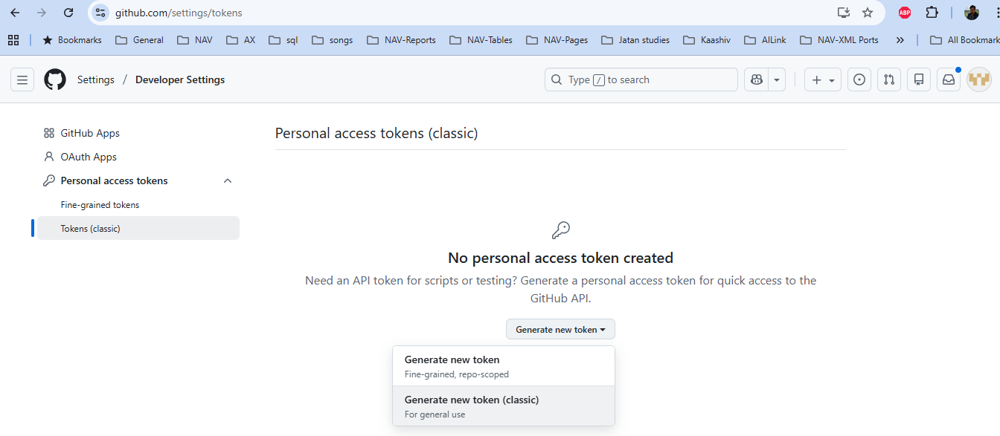 github.com/settings/tokens
ABP
Bookmarks General NAV AX sql songs NAV-Reports NAV-Tables NAV-Pages Jatan studies Kaashiv AILink NAV-XML Ports » All Bookmark
Settings / Developer Settings
Type / to search
GitHub Apps
OAuth Apps
Personal access tokens
Fine-grained tokens
Tokens (classic)
Personal access tokens (classic)
No personal access token created
Need an API token for scripts or testing? Generate a personal access token for quick access to the
GitHub API.
Generate new token
Generate new token
Fine-grained, repo-scoped
Generate new token (classic)
For general use